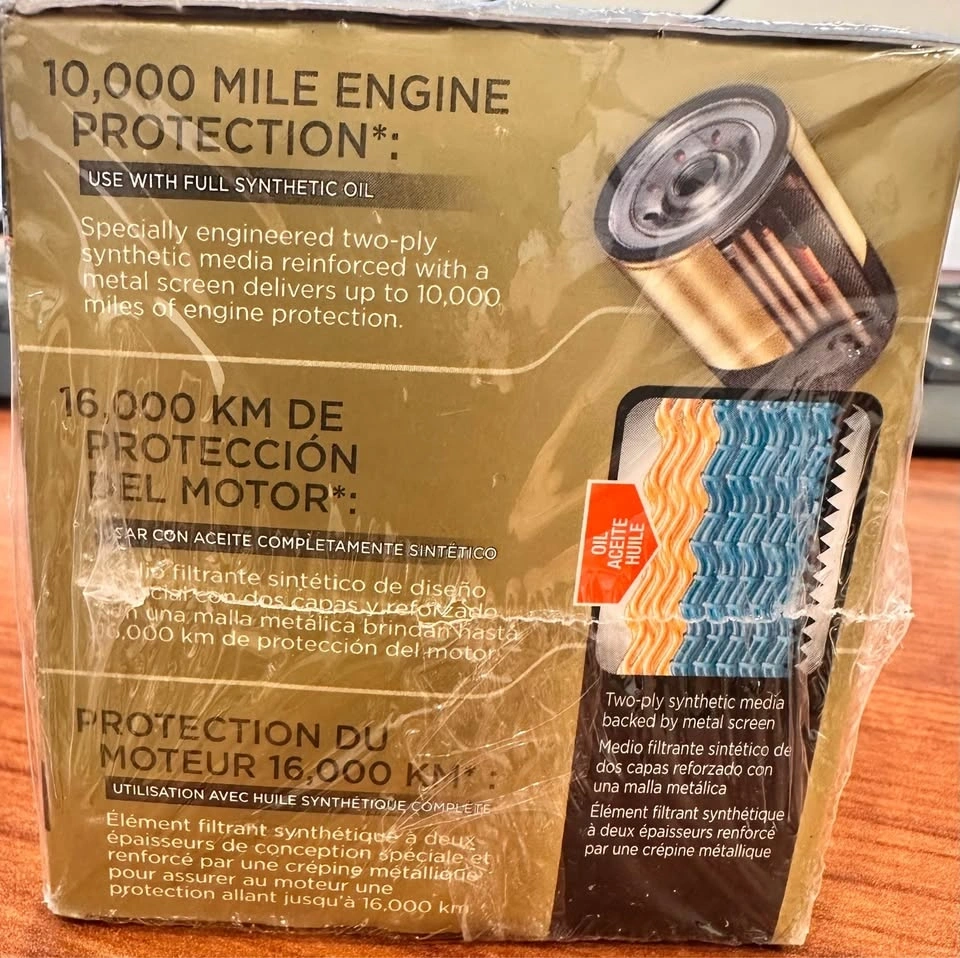 10,000 MILE ENGINE
PROTECTION*:
USE WITH FULL SYNTHETIC OIL
Specially engineered two-ply
synthetic media reinforced with a
metal screen delivers up to 10,000
miles of engine protection.
16,000 KM DE
PROTECCIÓN
DEL MOTOR*:
SAR CON ACEITE COMPLETAMENTE SINTÉTICO
filtrante sintético de diseño
con dos capas y reforzado
una malla metálica brindan hasta
,000 km de protección del motor.
PROTECTION DU
MOTEUR 16,000 KM* :
UTILISATION AVEC HUILE SYNTHÉTIQUE COMPLÈTE
Élément filtrant synthétique à deux
épaisseurs de conception spéciale et
renforcé par une crépine métallique
pour assurer au moteur une
protection allant jusqu'à 16,000 km
OIL
ACEITE
HUILE
Two-ply synthetic media
backed by metal screen
Medio filtrante sintético de
dos capas reforzado con
una malla metálica
Élément filtrant synthétique
à deux épaisseurs renforcé
par une crépine métallique